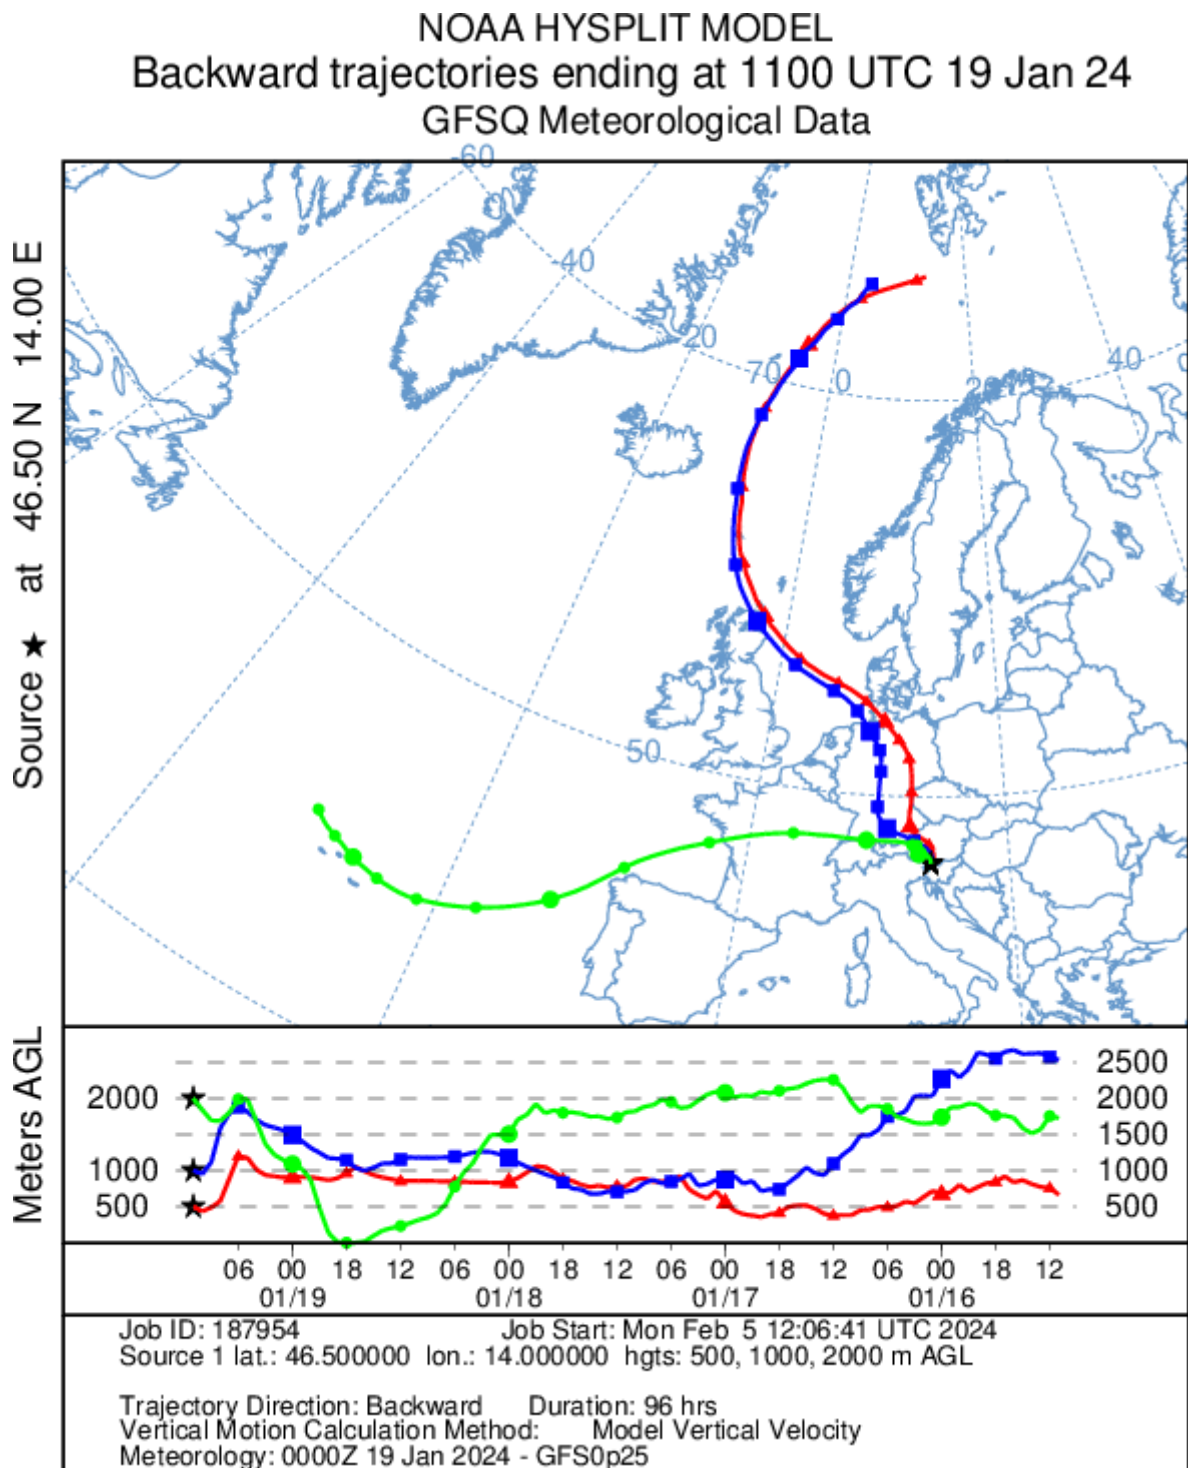 NOAA HYSPLIT MODEL
Backward trajectories ending at 1100 UTC 19 Jan 24
GFSQ Meteorological Data
Source ★ at 46.50 N 14.00 E
-60
-40
-20
70
0
20
40
50
Meters AGL
2000
1000
500
2500
2000
1500
1000
500
06 00 18 12 06 00 18 12 06 00 18 12 06 00 18 12
01/19 01/18 01/17 01/16
Job ID: 187954 Job Start: Mon Feb 5 12:06:41 UTC 2024
Source 1 lat.: 46.500000 lon.: 14.000000 hgts: 500, 1000, 2000 m AGL
Trajectory Direction: Backward Duration: 96 hrs
Vertical Motion Calculation Method: Model Vertical Velocity
Meteorology: 0000Z 19 Jan 2024 - GFS0p25